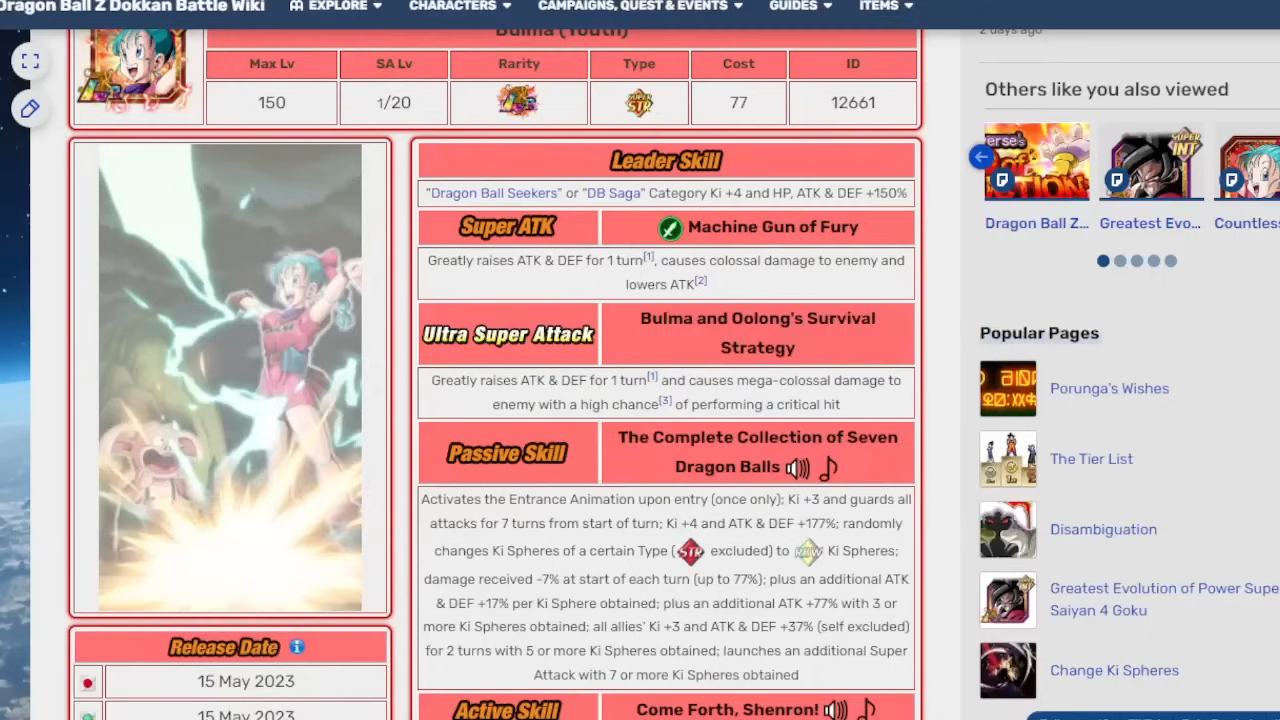 Dragon Ball Z Dokkan Battle Wiki
EXPLORE
CHARACTERS
CAMPAIGNS, QUEST & EVENTS
GUIDES
ITEMS
Bulma (Youth)
Max Lv
SA Lv
Rarity
Type
Cost
ID
150
1/20
LR
SUPER STR
77
12661
Leader Skill
"Dragon Ball Seekers" or "DB Saga" Category Ki +4 and HP, ATK & DEF +150%
Super ATK
Machine Gun of Fury
Greatly raises ATK & DEF for 1 turn[1], causes colossal damage to enemy and
lowers ATK[2]
Ultra Super Attack
Bulma and Oolong's Survival
Strategy
Greatly raises ATK & DEF for 1 turn[1] and causes mega-colossal damage to
enemy with a high chance[3] of performing a critical hit
Passive Skill
The Complete Collection of Seven
Dragon Balls
Activates the Entrance Animation upon entry (once only); Ki +3 and guards all
attacks for 7 turns from start of turn; Ki +4 and ATK & DEF +177%; randomly
changes Ki Spheres of a certain Type (STR excluded) to RBW Ki Spheres;
damage received -7% at start of each turn (up to 77%); plus an additional ATK
& DEF +17% per Ki Sphere obtained; plus an additional ATK +77% with 3 or
more Ki Spheres obtained; all allies' Ki +3 and ATK & DEF +37% (self excluded)
for 2 turns with 5 or more Ki Spheres obtained; launches an additional Super
Attack with 7 or more Ki Spheres obtained
Active Skill
Come Forth, Shenron!
Release Date
15 May 2023
15 May 2023
2 days ago
Others like you also viewed
SUPER INT
Dragon Ball Z...
Greatest Evo...
Countless
Popular Pages
Porunga's Wishes
The Tier List
Disambiguation
Greatest Evolution of Power Supe
Saiyan 4 Goku
Change Ki Spheres